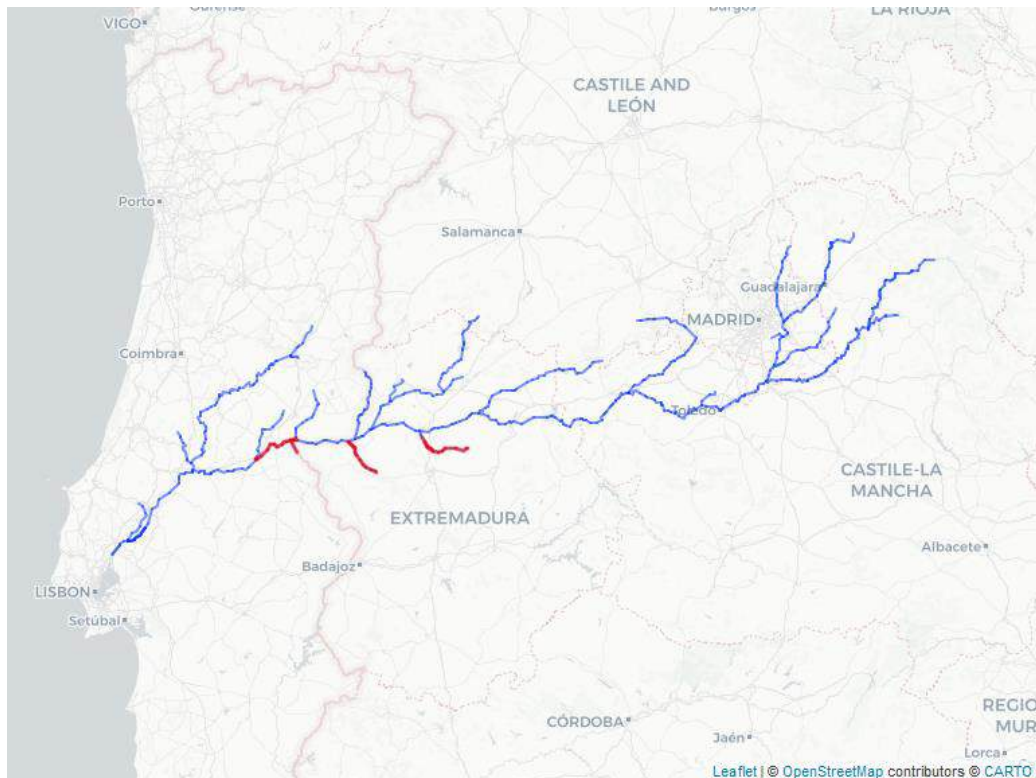 Ourense
Burgos
LA RIOJA
VIGO
CASTILE AND
LEÓN
Porto
Salamanca
Guadalajara
MADRID
Coimbra
Toledo
CASTILE-LA
MANCHA
EXTREMADURA
Albacete
Badajoz
LISBON
Setúbal
REGIO
MUR
CÓRDOBA
Jaén
Lorca
Leaflet | © OpenStreetMap contributors © CARTO